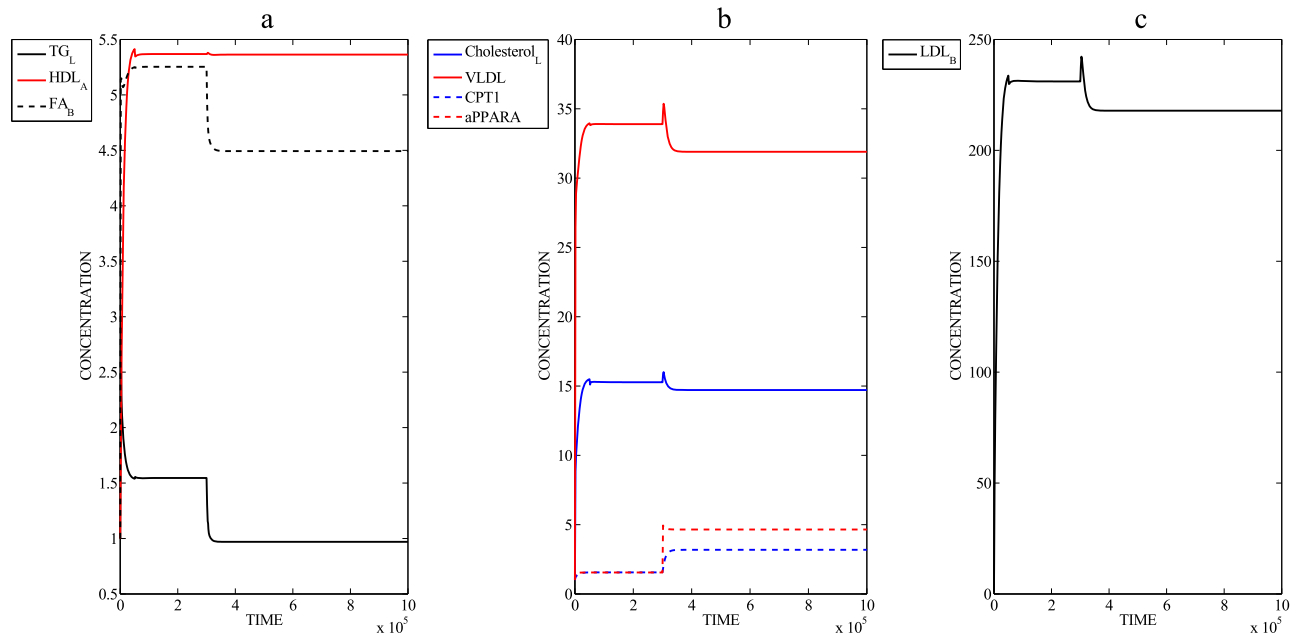 a
TG_L
HDL_A
FA_B
5.5
5
4.5
4
3.5
3
2.5
2
1.5
1
0.5
CONCENTRATION
0 2 4 6 8 10
TIME
x 10^5
b
Cholesterol_L
VLDL
CPT1
aPPARA
40
35
30
25
20
15
10
5
0
CONCENTRATION
0 2 4 6 8 10
TIME
x 10^5
c
LDL_B
250
200
150
100
50
0
CONCENTRATION
0 2 4 6 8 10
TIME
x 10^5